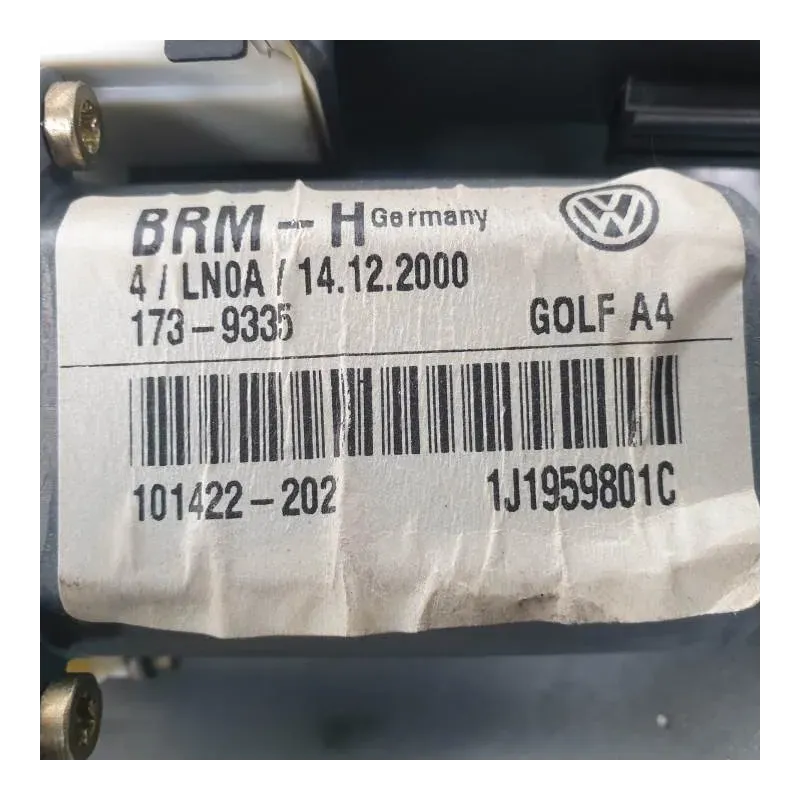 BRM-H Germany
4/LN0A/14.12.2000
173-9335 GOLF A4
101422-202 1J1959801C